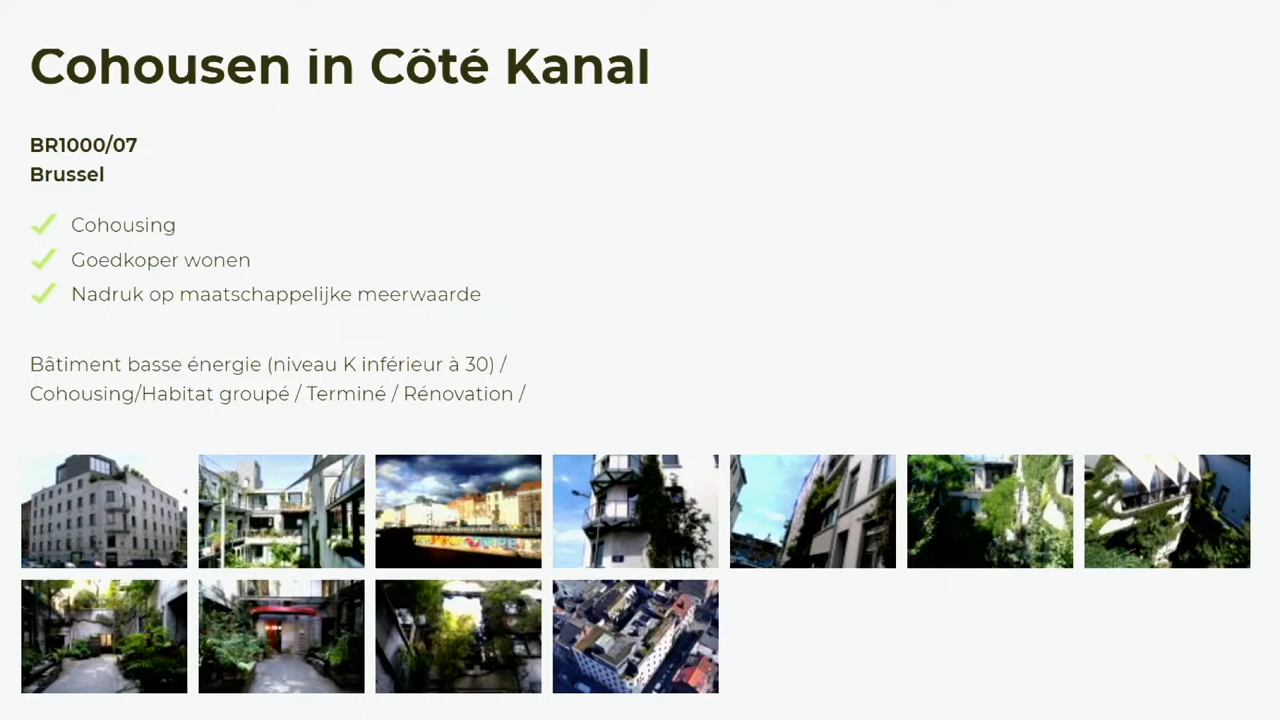 Cohousen in Côté Kanal
BR1000/07
Brussel
Cohousing
Goedkoper wonen
Nadruk op maatschappelijke meerwaarde
Bâtiment basse énergie (niveau K inférieur à 30) /
Cohousing/Habitat groupé / Terminé / Rénovation /